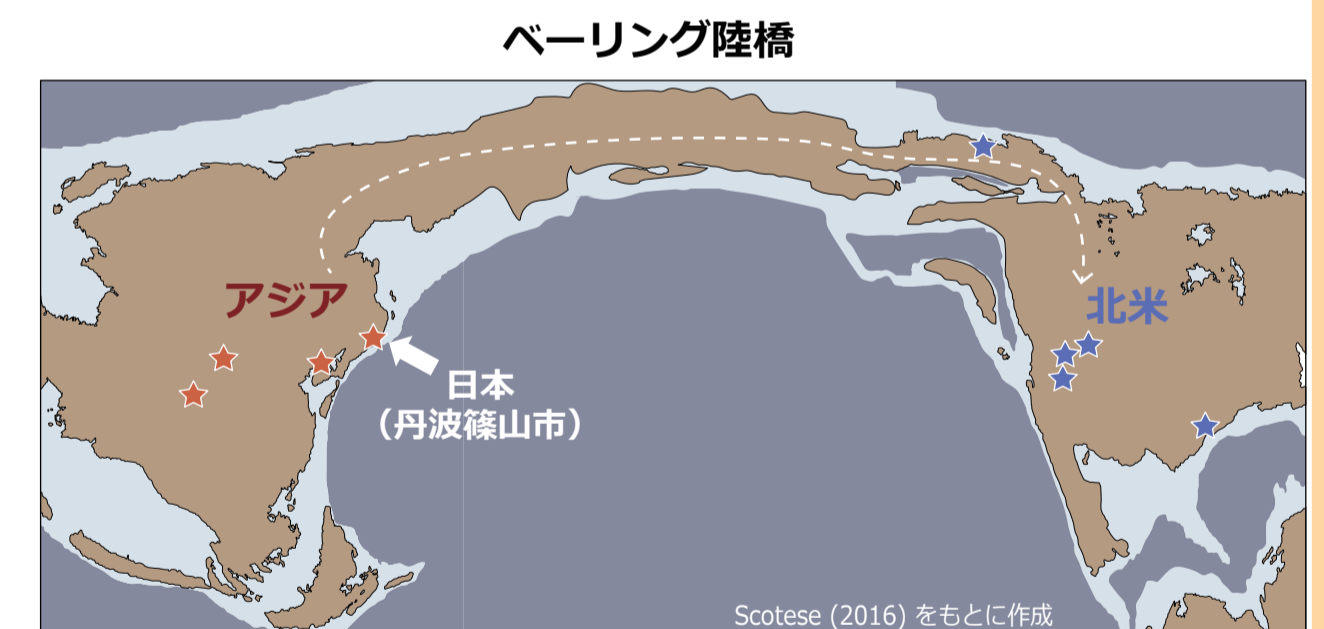 ベーリング陸橋
アジア
北米
日本
（丹波篠山市）
Scotese (2016) をもとに作成